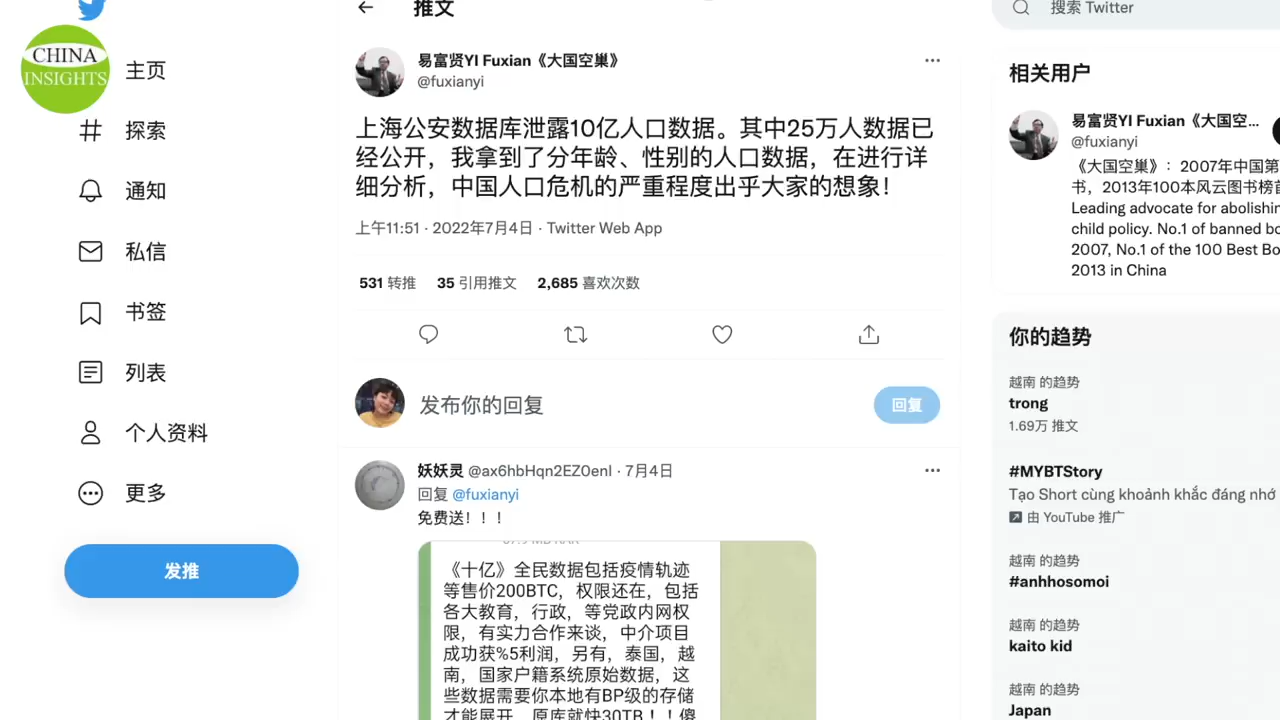 CHINA
INSIGHTS
主页
探索
通知
私信
书签
列表
个人资料
更多
发推
推文
易富贤YI Fuxian《大国空巢》
@fuxianyi
上海公安数据库泄露10亿人口数据。其中25万人数据已
经公开，我拿到了分年龄、性别的人口数据，在进行详
细分析，中国人口危机的严重程度出乎大家的想象！
上午11:51 · 2022年7月4日 · Twitter Web App
531 转推 35 引用推文 2,685 喜欢次数
发布你的回复
回复
妖妖灵 @ax6hbHqn2EZ0enl · 7月4日
回复 @fuxianyi
免费送！！！
《十亿》全民数据包括疫情轨迹
等售价200BTC，权限还在，包括
各大教育，行政，等党政内网权
限，有实力合作来谈，中介项目
成功获%5利润，另有，泰国，越
南，国家户籍系统原始数据，这
些数据需要你本地有BP级的存储
才能展开，原库就快30TB！！傻
搜索 Twitter
相关用户
易富贤YI Fuxian《大国空...
@fuxianyi
《大国空巢》：2007年中国第
书，2013年100本风云图书榜首
Leading advocate for abolishin
child policy. No.1 of banned bo
2007, No.1 of the 100 Best Bo
2013 in China
你的趋势
越南 的趋势
trong
1.69万 推文
#MYBTStory
Tạo Short cùng khoảnh khắc đáng nhớ
由 YouTube 推广
越南 的趋势
#anhhosomoi
越南 的趋势
kaito kid
越南 的趋势
Japan